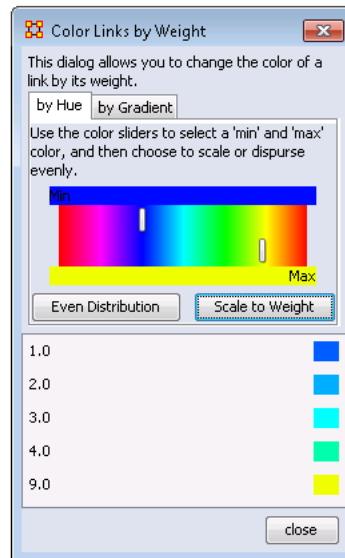 Color Links by Weight
This dialog allows you to change the color of a
link by its weight.
by Hue by Gradient
Use the color sliders to select a 'min' and 'max'
color, and then choose to scale or dispurse
evenly.
Min
Max
Even Distribution Scale to Weight
1.0
2.0
3.0
4.0
9.0
close